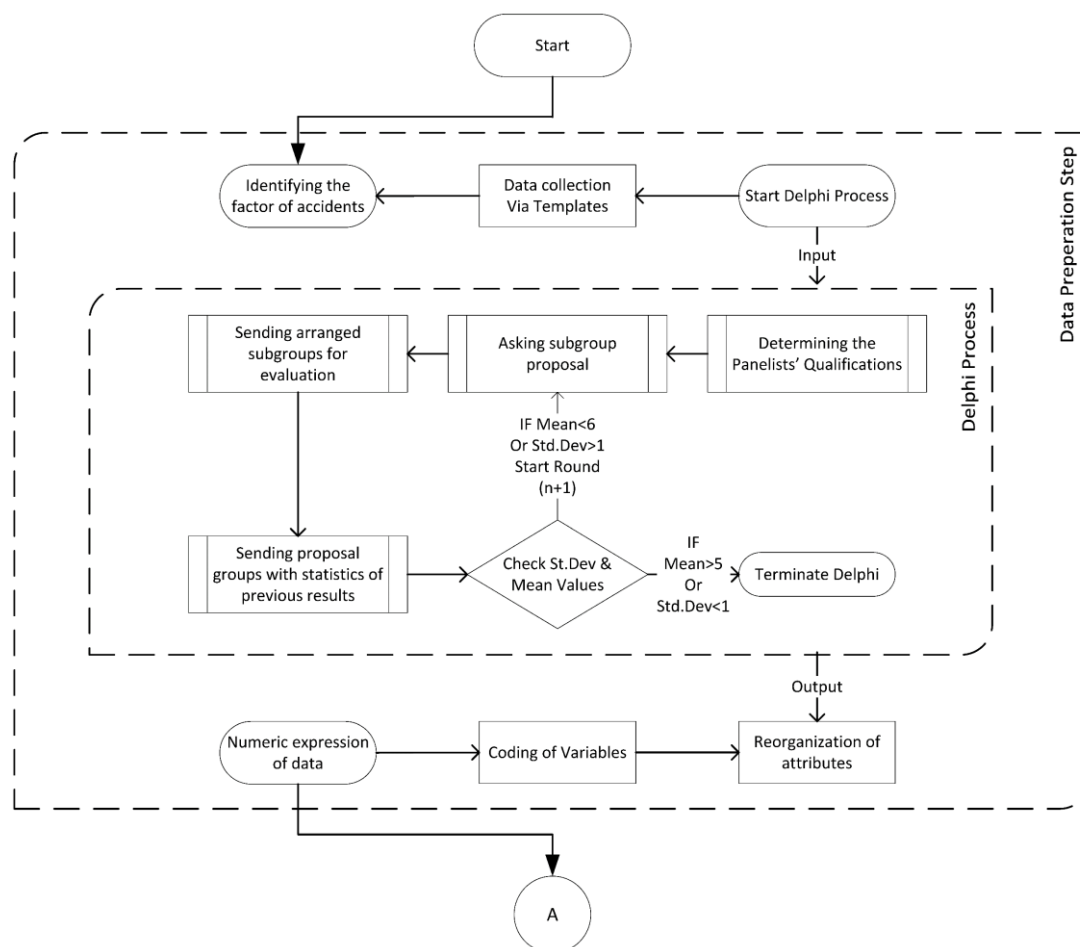 Start
Data Preperation Step
Identifying the
factor of accidents
Data collection
Via Templates
Start Delphi Process
Input
Delphi Process
Sending arranged
subgroups for
evaluation
Asking subgroup
proposal
Determining the
Panelists' Qualifications
IF Mean<6
Or Std.Dev>1
Start Round
(n+1)
Sending proposal
groups with statistics of
previous results
Check St.Dev &
Mean Values
IF
Mean>5
Or
Std.Dev<1
Terminate Delphi
Output
Numeric expression
of data
Coding of Variables
Reorganization of
attributes
A